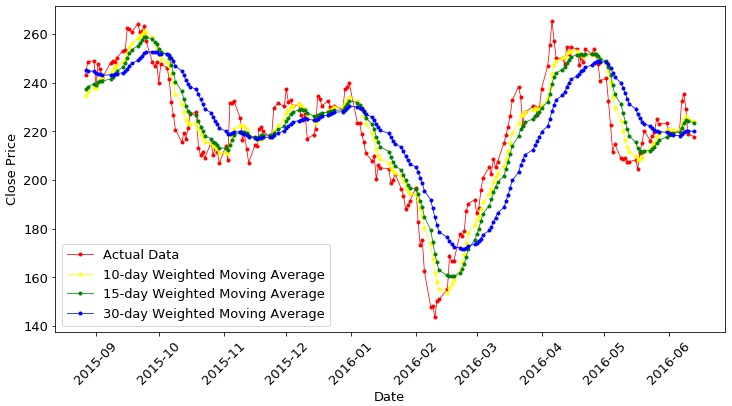 260
240
220
200
180
160
140
Close Price
Actual Data
10-day Weighted Moving Average
15-day Weighted Moving Average
30-day Weighted Moving Average
2015-09
2015-10
2015-11
2015-12
2016-01
2016-02
2016-03
2016-04
2016-05
2016-06
Date